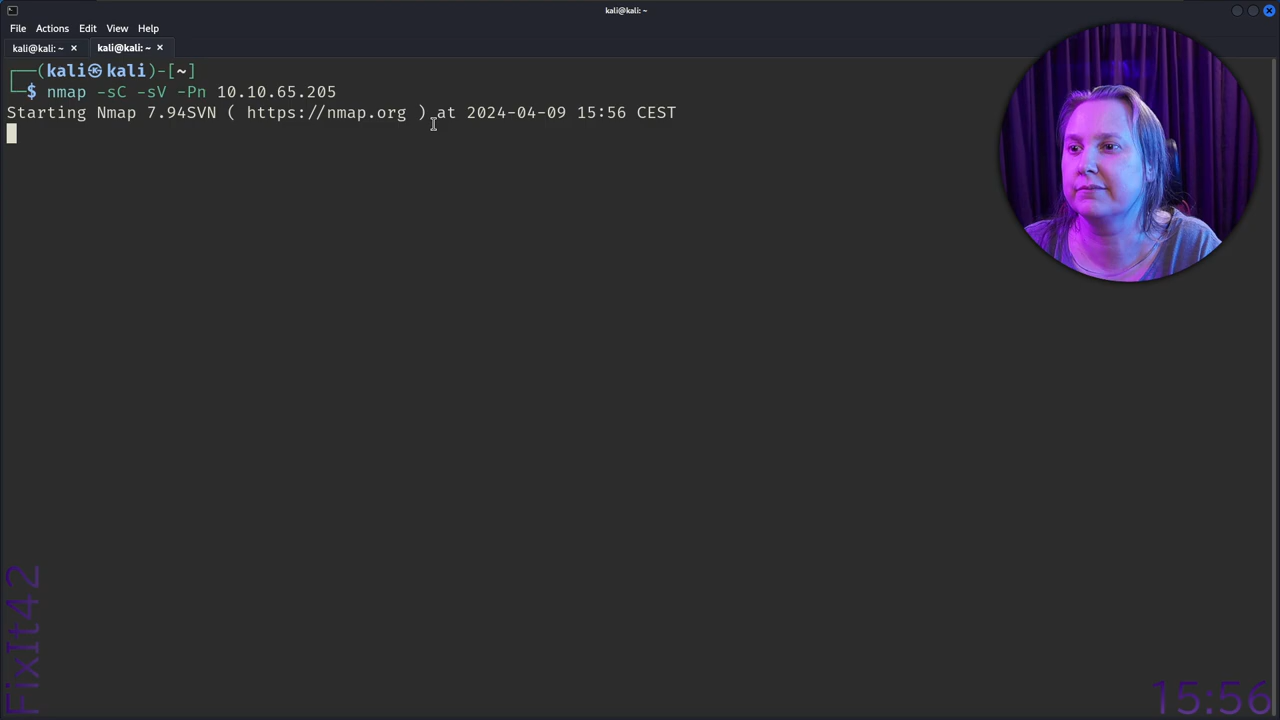 kali@kali: ~
File Actions Edit View Help
kali@kali: ~ × kali@kali: ~ ×
┌──(kali㉿kali)-[~]
└─$ nmap -sC -sV -Pn 10.10.65.205
Starting Nmap 7.94SVN ( https://nmap.org ) at 2024-04-09 15:56 CEST
FixIt42
15:56